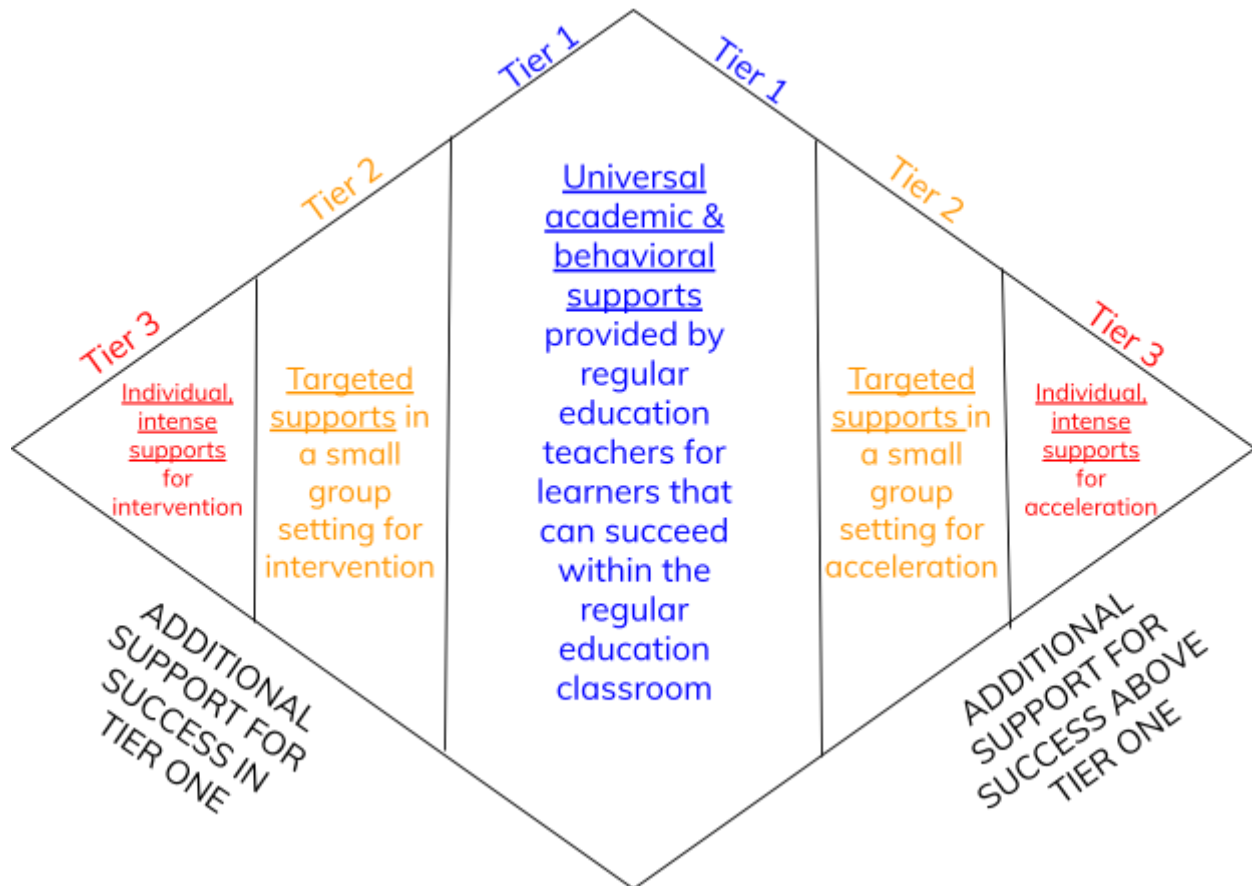 Tier 1
Tier 1
Tier 2
Tier 2
Tier 3
Tier 3
Individual,
intense
supports
for
intervention
Targeted
supports in
a small
group
setting for
intervention
Universal
academic &
behavioral
supports
provided by
regular
education
teachers for
learners that
can succeed
within the
regular
education
classroom
Targeted
supports in
a small
group
setting for
acceleration
Individual,
intense
supports
for
acceleration
ADDITIONAL
SUPPORT FOR
SUCCESS IN
TIER ONE
ADDITIONAL
SUPPORT FOR
SUCCESS ABOVE
TIER ONE